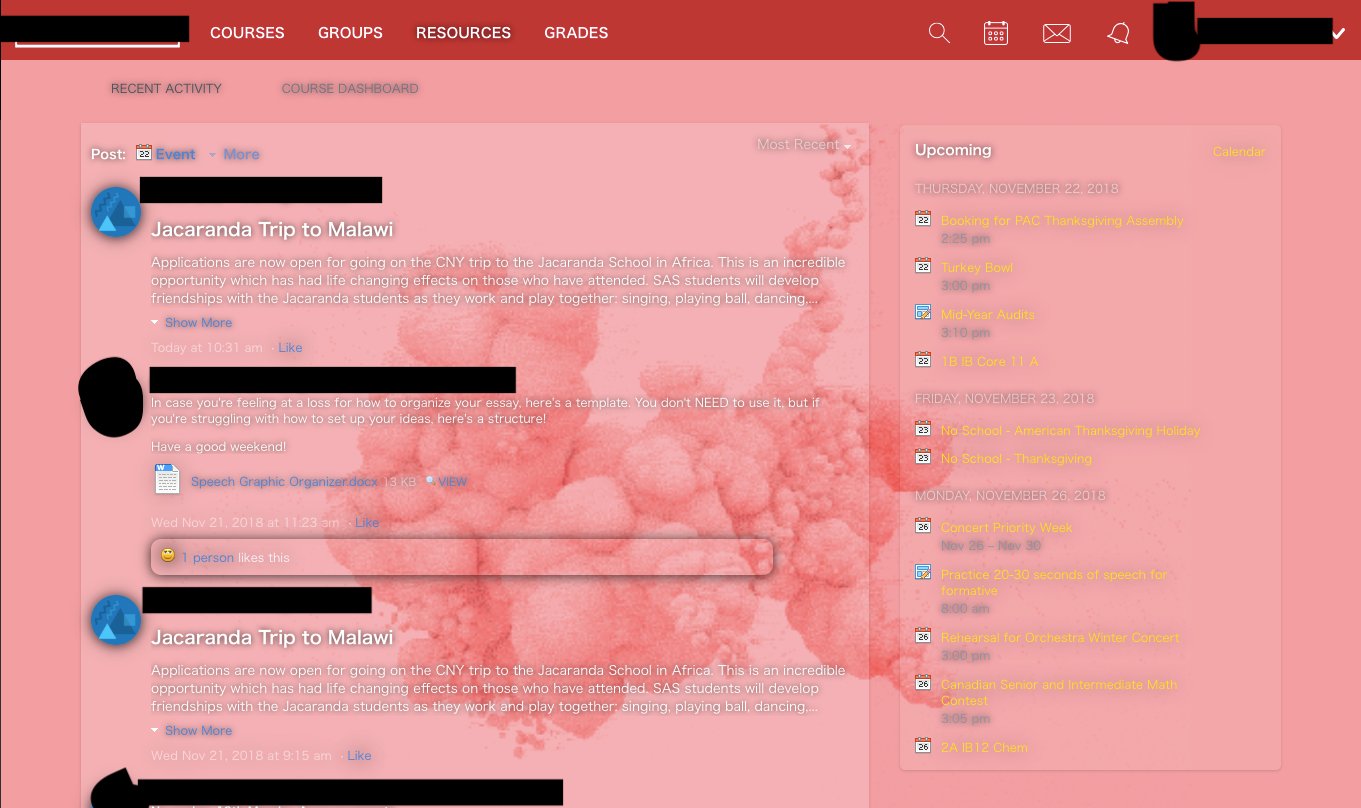 COURSES GROUPS RESOURCES GRADES
RECENT ACTIVITY COURSE DASHBOARD
Post: 22 Event More
Most Recent
Jacaranda Trip to Malawi
Applications are now open for going on the CNY trip to the Jacaranda School in Africa. This is an incredible
opportunity which has had life changing effects on those who have attended. SAS students will develop
friendships with the Jacaranda students as they work and play together: singing, playing ball, dancing,...
Show More
Today at 10:31 am · Like
In case you're feeling at a loss for how to organize your essay, here's a template. You don't NEED to use it, but if
you're struggling with how to set up your ideas, here's a structure!
Have a good weekend!
W Speech Graphic Organizer.docx 13 KB VIEW
Wed Nov 21, 2018 at 11:23 am · Like
1 person likes this
Jacaranda Trip to Malawi
Applications are now open for going on the CNY trip to the Jacaranda School in Africa. This is an incredible
opportunity which has had life changing effects on those who have attended. SAS students will develop
friendships with the Jacaranda students as they work and play together: singing, playing ball, dancing,...
Show More
Wed Nov 21, 2018 at 9:15 am · Like
Upcoming Calendar
THURSDAY, NOVEMBER 22, 2018
22 Booking for PAC Thanksgiving Assembly
2:25 pm
22 Turkey Bowl
3:00 pm
Mid-Year Audits
3:10 pm
22 1B IB Core 11 A
FRIDAY, NOVEMBER 23, 2018
23 No School - American Thanksgiving Holiday
23 No School - Thanksgiving
MONDAY, NOVEMBER 26, 2018
26 Concert Priority Week
Nov 26 – Nov 30
Practice 20-30 seconds of speech for
formative
8:00 am
26 Rehearsal for Orchestra Winter Concert
3:00 pm
26 Canadian Senior and Intermediate Math
Contest
3:05 pm
26 2A IB12 Chem